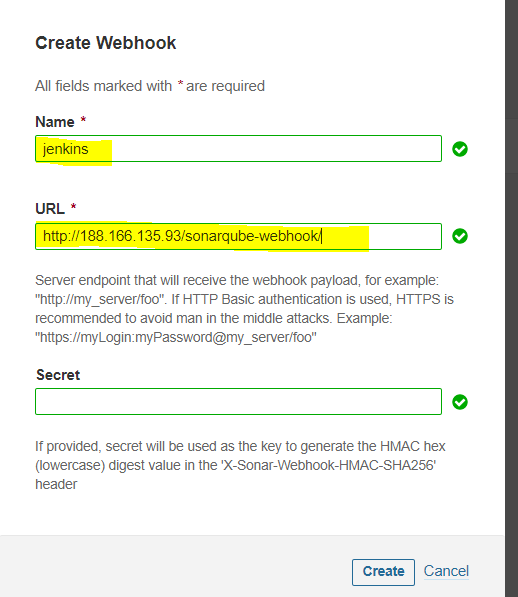 Create Webhook
All fields marked with * are required
Name *
jenkins
URL *
http://188.166.135.93/sonarqube-webhook/
Server endpoint that will receive the webhook payload, for example:
"http://my_server/foo". If HTTP Basic authentication is used, HTTPS is
recommended to avoid man in the middle attacks. Example:
"https://myLogin:myPassword@my_server/foo"
Secret
If provided, secret will be used as the key to generate the HMAC hex
(lowercase) digest value in the 'X-Sonar-Webhook-HMAC-SHA256'
header
Create Cancel